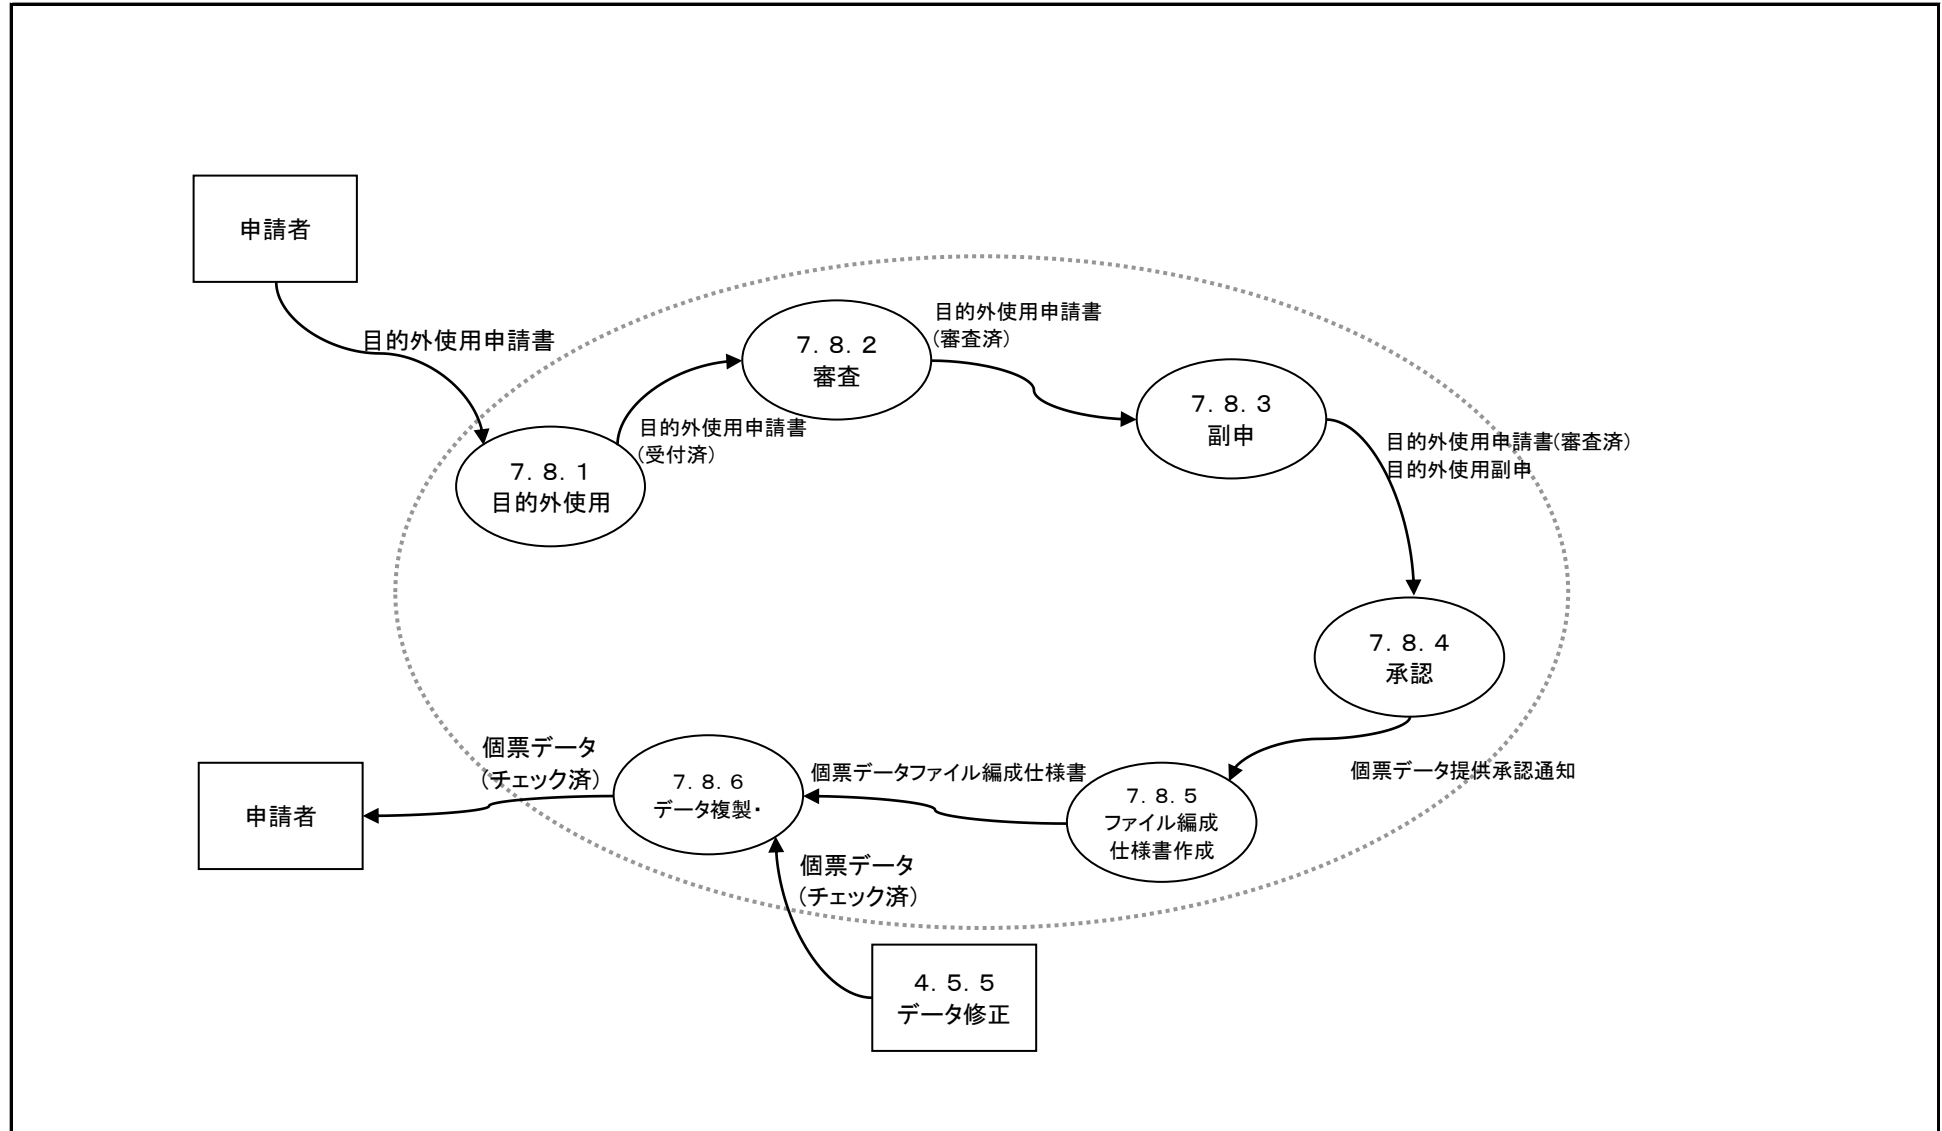 申請者
目的外使用申請書
7．8．1
目的外使用
目的外使用申請書
（受付済）
7．8．2
審査
目的外使用申請書
（審査済）
7．8．3
副申
目的外使用申請書（審査済）
目的外使用副申
7．8．4
承認
個票データ提供承認通知
7．8．5
ファイル編成
仕様書作成
個票データファイル編成仕様書
7．8．6
データ複製・
個票データ
（チェック済）
申請者
個票データ
（チェック済）
4．5．5
データ修正